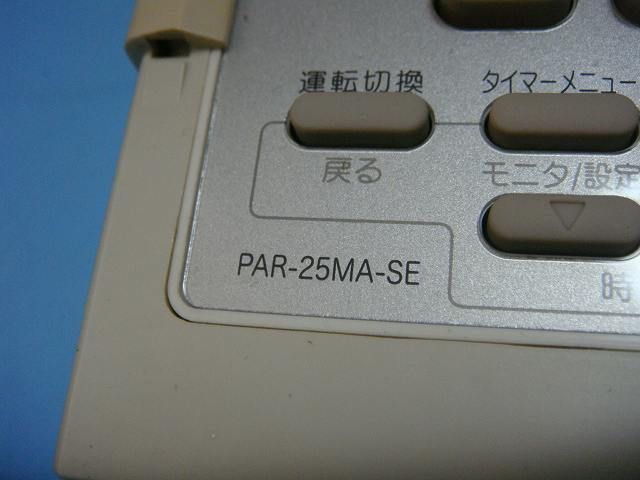 運転切換
タイマーメニュー
戻る
モニタ/設定
PAR-25MA-SE
時